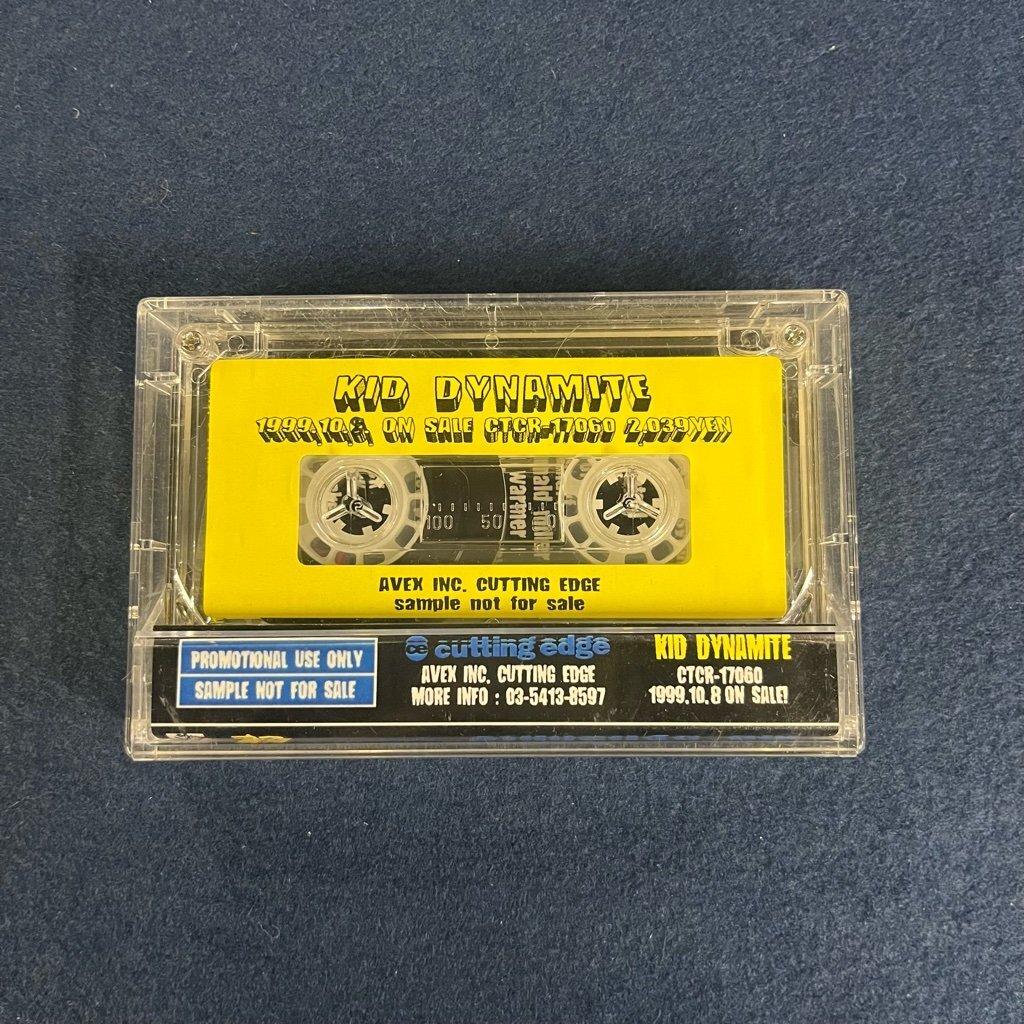 KID DYNAMITE
1999.10.8. ON SALE CTCR-17060 2,039YEN
100 50
warmer
AVEX INC. CUTTING EDGE
sample not for sale
PROMOTIONAL USE ONLY
SAMPLE NOT FOR SALE
ce cutting edge
AVEX INC. CUTTING EDGE
MORE INFO : 03-5413-8597
KID DYNAMITE
CTCR-17060
1999.10.8 ON SALE!